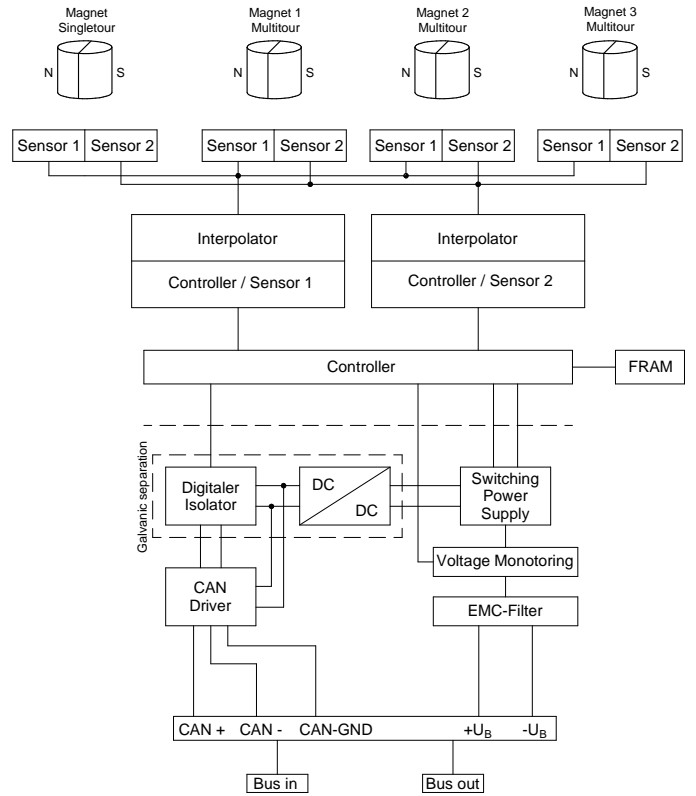 Magnet
Singletour
Magnet 1
Multitour
Magnet 2
Multitour
Magnet 3
Multitour
N S N S N S N S
Sensor 1 Sensor 2 Sensor 1 Sensor 2 Sensor 1 Sensor 2 Sensor 1 Sensor 2
Interpolator
Controller / Sensor 1
Interpolator
Controller / Sensor 2
Controller
FRAM
Galvanic separation
Digitaler
Isolator
DC
DC
Switching
Power
Supply
Voltage Monotoring
CAN
Driver
EMC-Filter
CAN + CAN - CAN-GND +UB -UB
Bus in Bus out